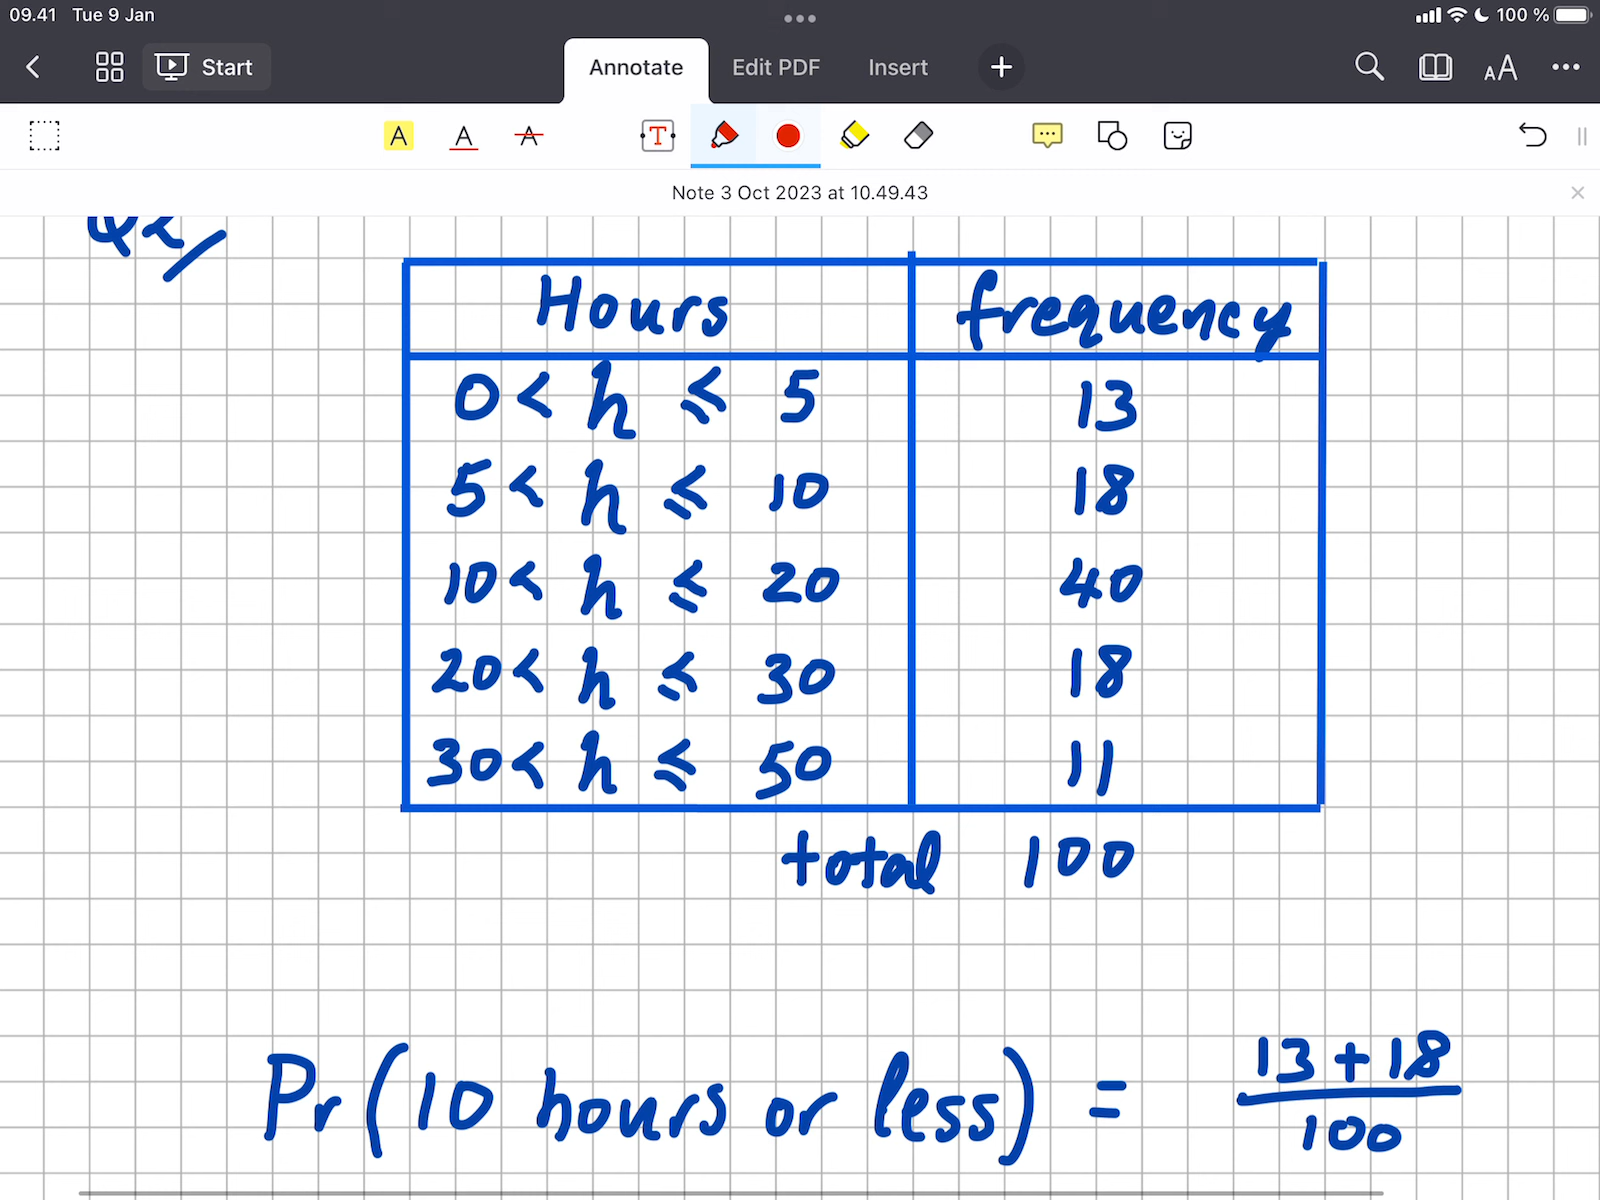 09.41 Tue 9 Jan 100 %
Start Annotate Edit PDF Insert
Note 3 Oct 2023 at 10.49.43
Hours frequency
0 < h ⩽ 5 13
5 < h ⩽ 10 18
10 < h ⩽ 20 40
20 < h ⩽ 30 18
30 < h ⩽ 50 11
total 100
Pr (10 hours or less) = 13 + 18
100